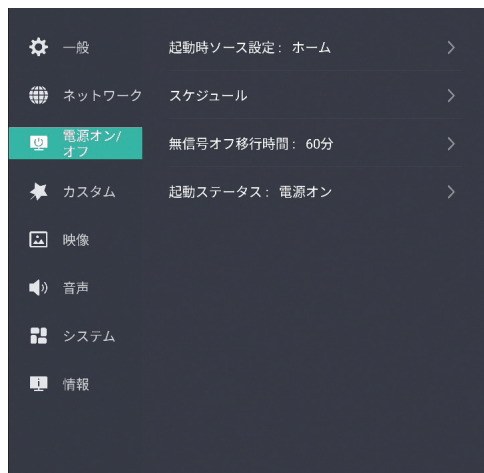 一般
起動時ソース設定： ホーム
ネットワーク
スケジュール
電源オン/
オフ
無信号オフ移行時間： 60分
カスタム
起動ステータス： 電源オン
映像
音声
システム
情報